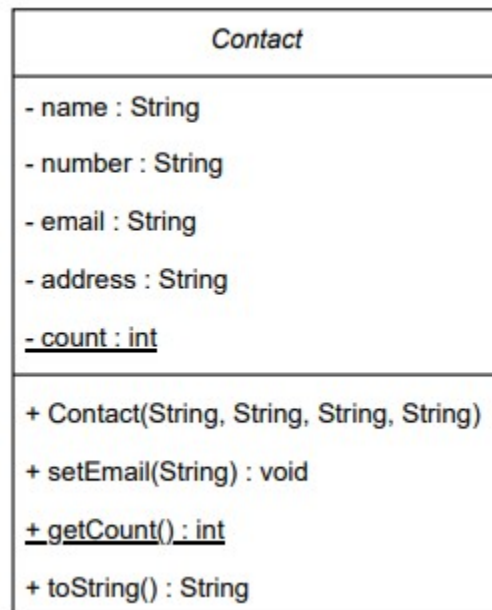 Contact
- name : String
- number : String
- email : String
- address : String
- count : int
+ Contact(String, String, String, String)
+ setEmail(String) : void
+ getCount() : int
+ toString() : String